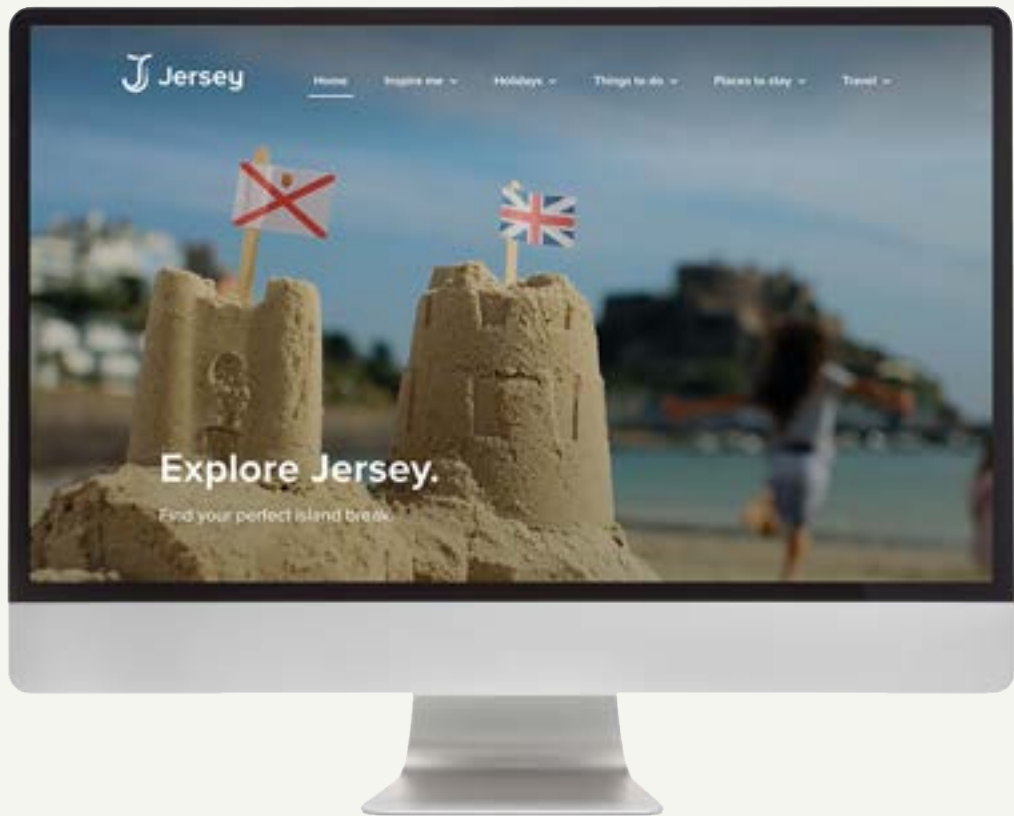 Jersey
Home Inspire me Holidays Things to do Places to stay Travel
Explore Jersey.
Find your perfect island break.